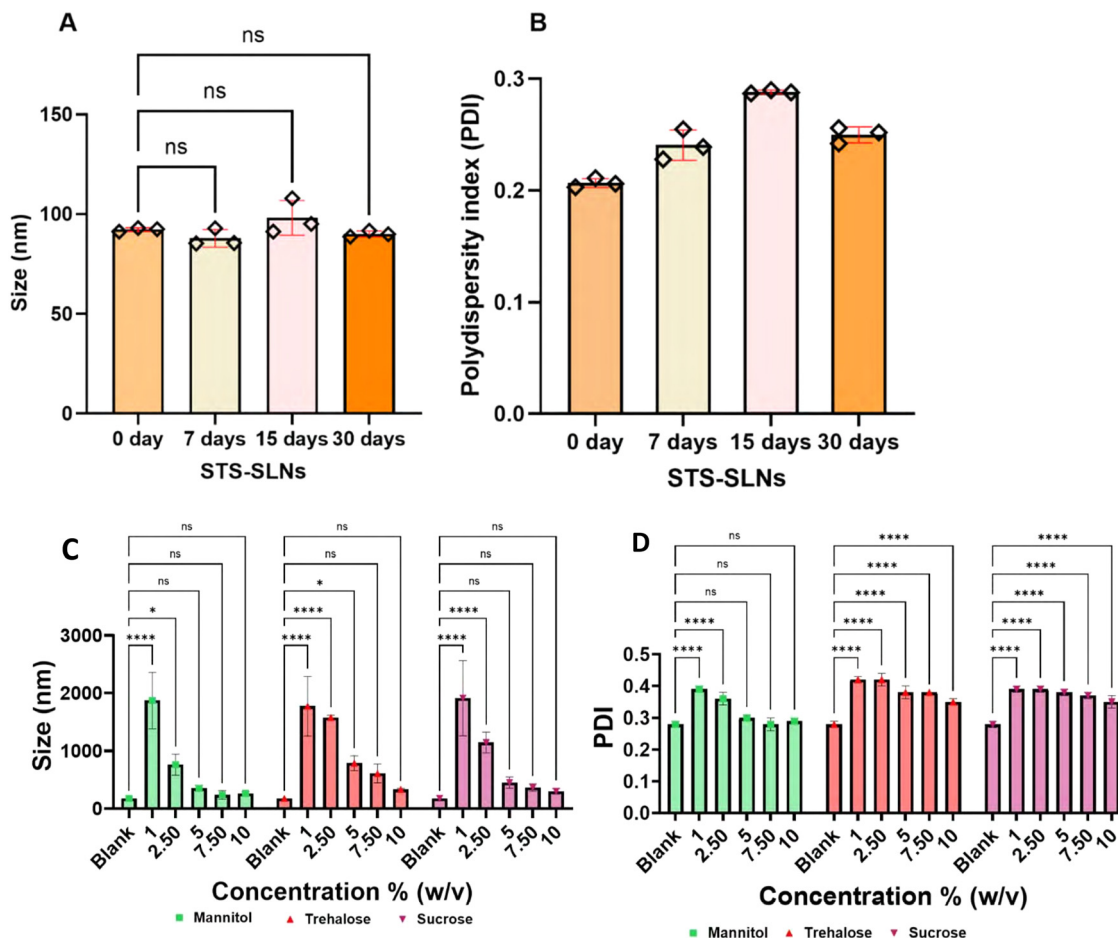 A
ns
ns
ns
Size (nm)
150
100
50
0
0 day 7 days 15 days 30 days
STS-SLNs
B
Polydispersity index (PDI)
0.3
0.2
0.1
0.0
0 day 7 days 15 days 30 days
STS-SLNs
C
ns ns ns
ns ns ns
ns * ns
* **** ****
**** **** ****
Size (nm)
3000
2000
1000
0
Blank 1 2.50 5 7.50 10 Blank 1 2.50 5 7.50 10 Blank 1 2.50 5 7.50 10
Concentration % (w/v)
Mannitol Trehalose Sucrose
D
ns **** ****
ns **** ****
ns **** ****
**** **** ****
**** **** ****
PDI
0.5
0.4
0.3
0.2
0.1
0.0
Blank 1 2.50 5 7.50 10 Blank 1 2.50 5 7.50 10 Blank 1 2.50 5 7.50 10
Concentration % (w/v)
Mannitol Trehalose Sucrose